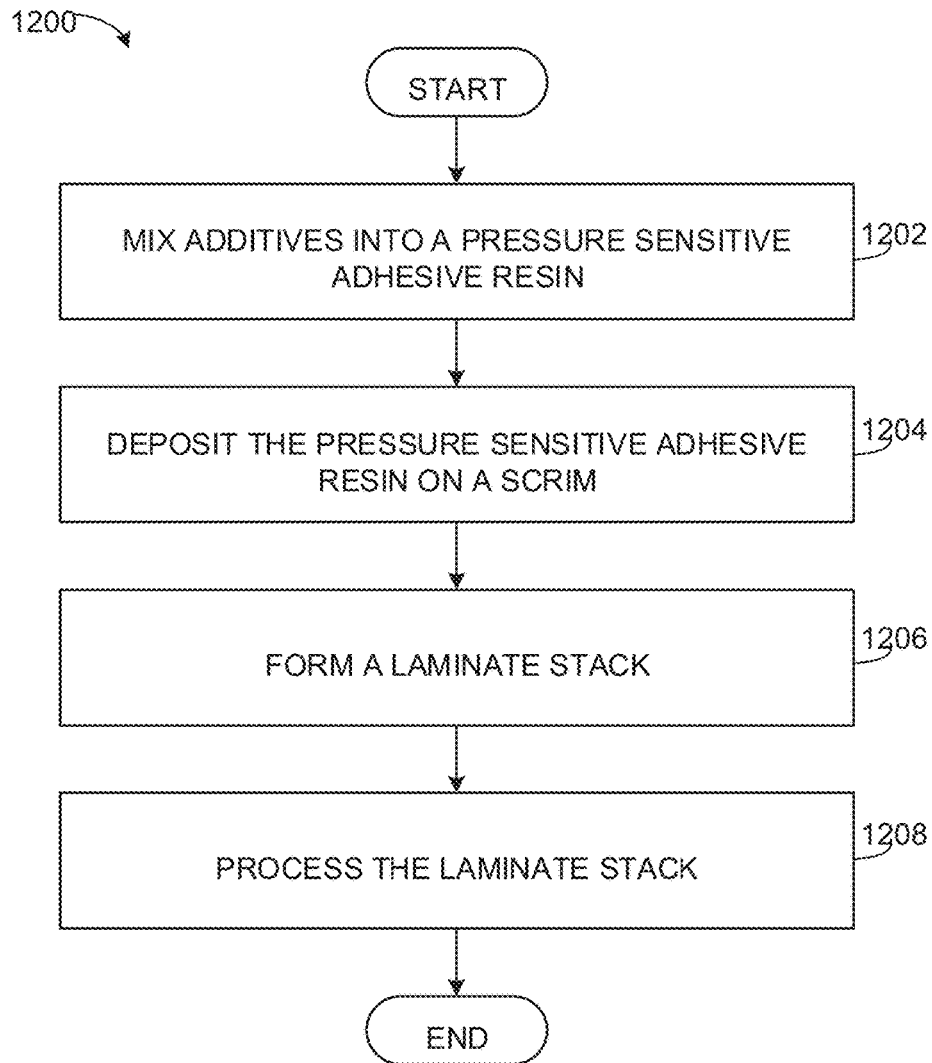 1200
START
MIX ADDITIVES INTO A PRESSURE SENSITIVE
ADHESIVE RESIN
1202
DEPOSIT THE PRESSURE SENSITIVE ADHESIVE
RESIN ON A SCRIM
1204
FORM A LAMINATE STACK
1206
PROCESS THE LAMINATE STACK
1208
END